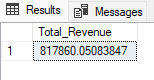 Results Messages
Total_Revenue
1 817860.05083847